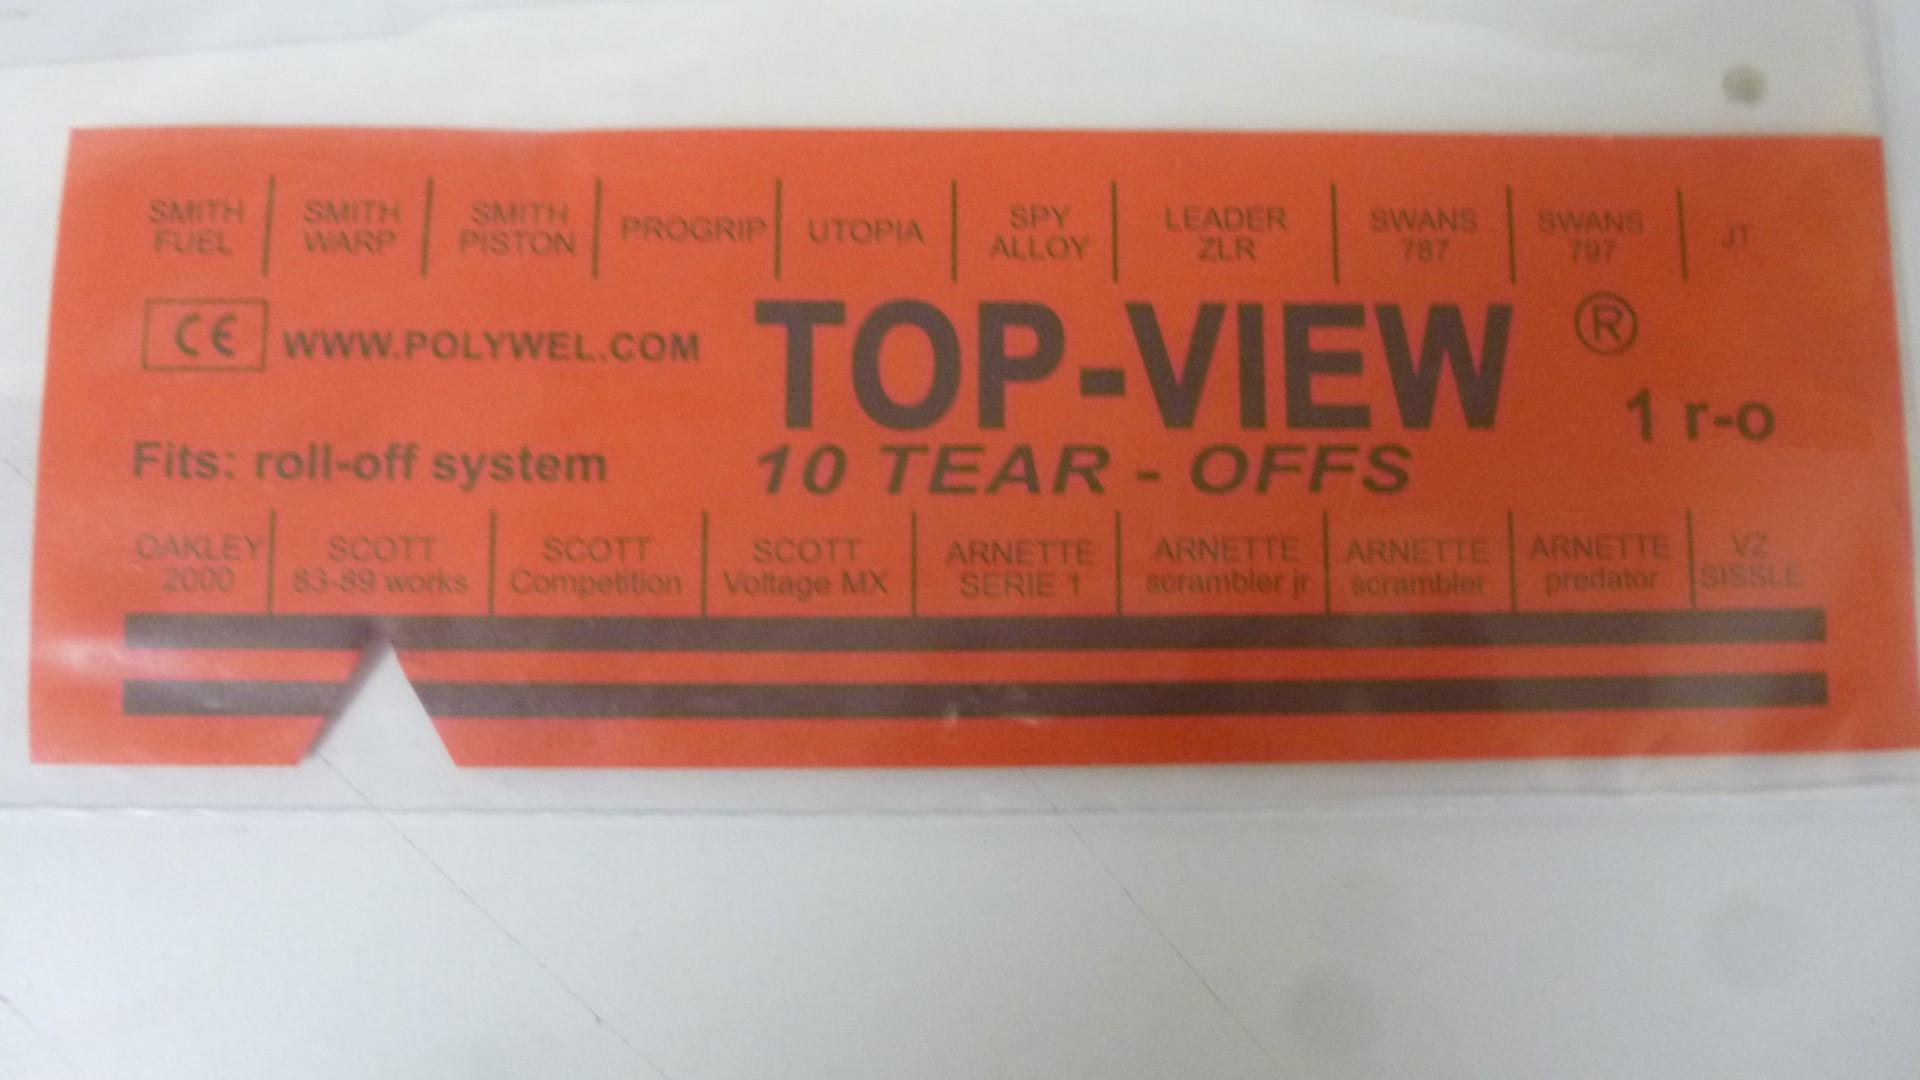 SMITH FUEL
SMITH WARP
SMITH PISTON
PROGRIP
UTOPIA
SPY ALLOY
LEADER ZLR
SWANS 787
SWANS 797
JT
CE WWW.POLYWEL.COM
TOP-VIEW ®
1 r-o
Fits: roll-off system
10 TEAR - OFFS
OAKLEY 2000
SCOTT 83-89 works
SCOTT Competition
SCOTT Voltage MX
ARNETTE SERIE 1
ARNETTE scrambler jr
ARNETTE scrambler
ARNETTE predator
VZ SISSLE